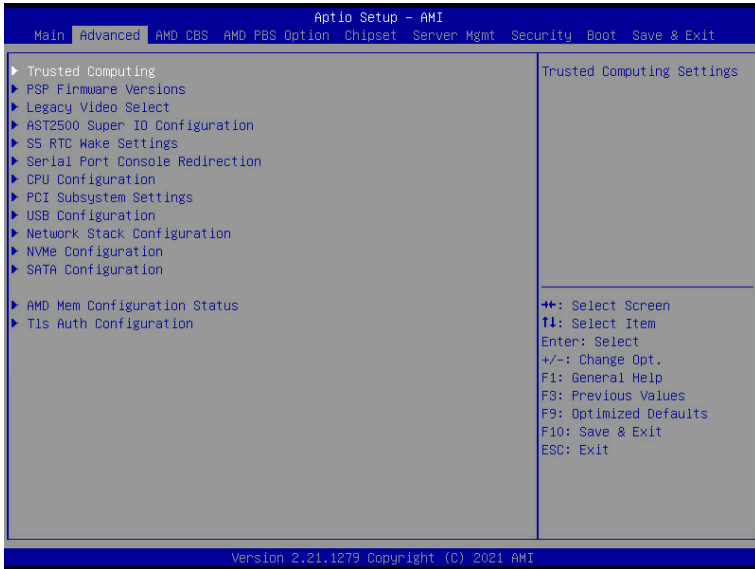 Aptio Setup – AMI
Main Advanced AMD CBS AMD PBS Option Chipset Server Mgmt Security Boot Save & Exit
Trusted Computing
PSP Firmware Versions
Legacy Video Select
AST2500 Super IO Configuration
S5 RTC Wake Settings
Serial Port Console Redirection
CPU Configuration
PCI Subsystem Settings
USB Configuration
Network Stack Configuration
NVMe Configuration
SATA Configuration
AMD Mem Configuration Status
Tls Auth Configuration
Trusted Computing Settings
→←: Select Screen
↑↓: Select Item
Enter: Select
+/-: Change Opt.
F1: General Help
F3: Previous Values
F9: Optimized Defaults
F10: Save & Exit
ESC: Exit
Version 2.21.1279 Copyright (C) 2021 AMI